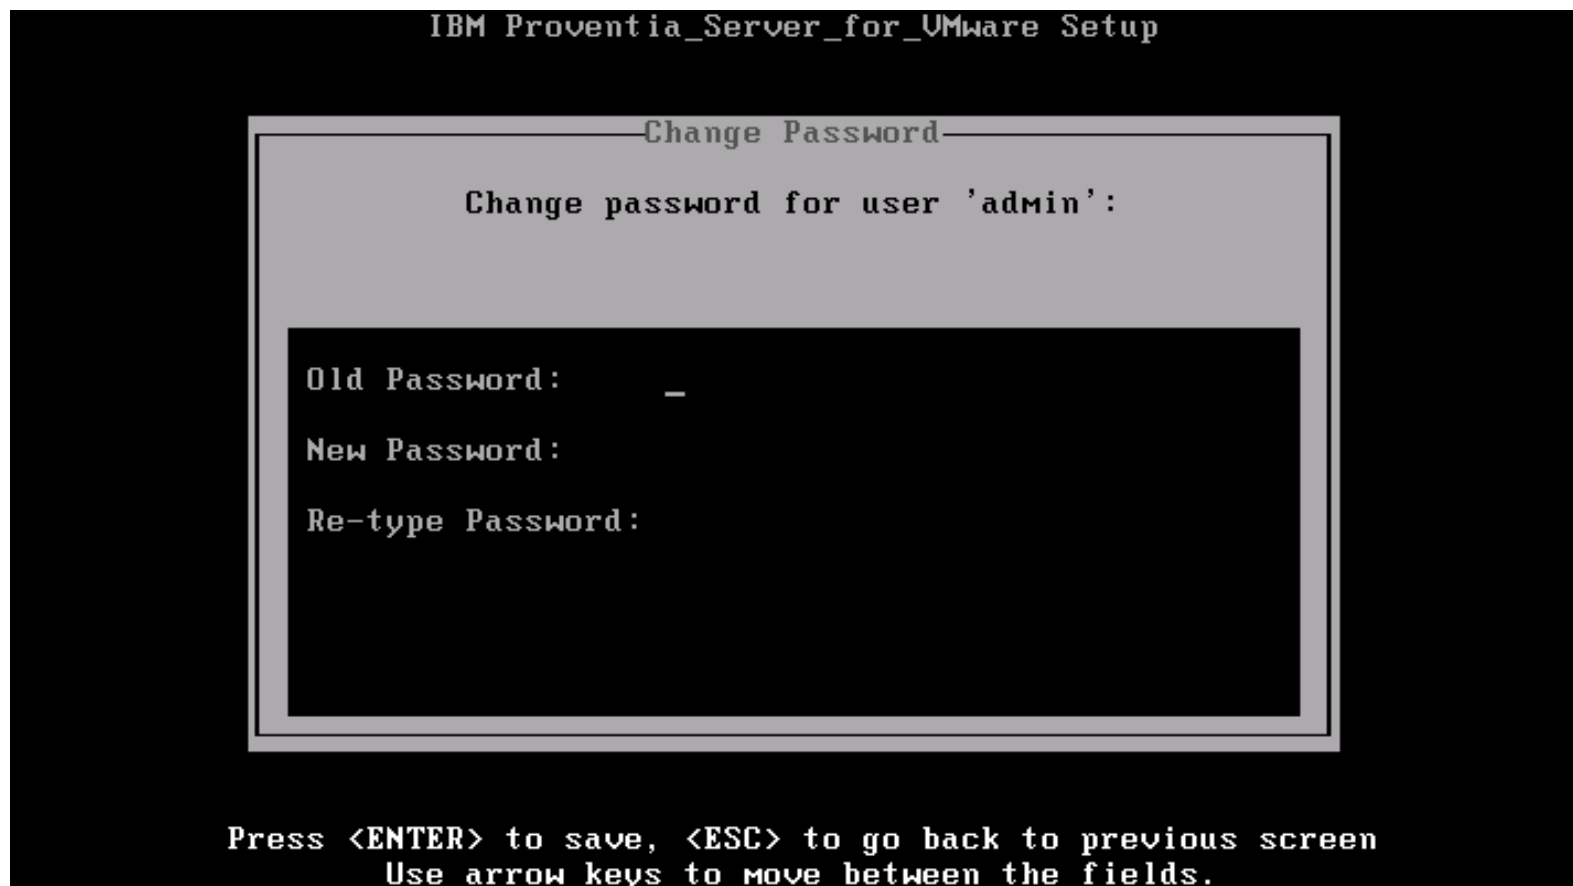 IBM Proventia_Server_for_VMware Setup
Change Password
Change password for user 'admin':
Old Password: _
New Password:
Re-type Password:
Press <ENTER> to save, <ESC> to go back to previous screen
Use arrow keys to move between the fields.